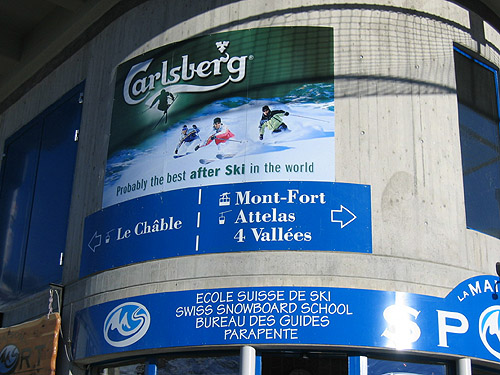 Carlsberg
Probably the best after Ski in the world
Le Châble
Mont-Fort
Attelas
4 Vallées
ECOLE SUISSE DE SKI
SWISS SNOWBOARD SCHOOL
BUREAU DES GUIDES
PARAPENTE
LA MAI
SP